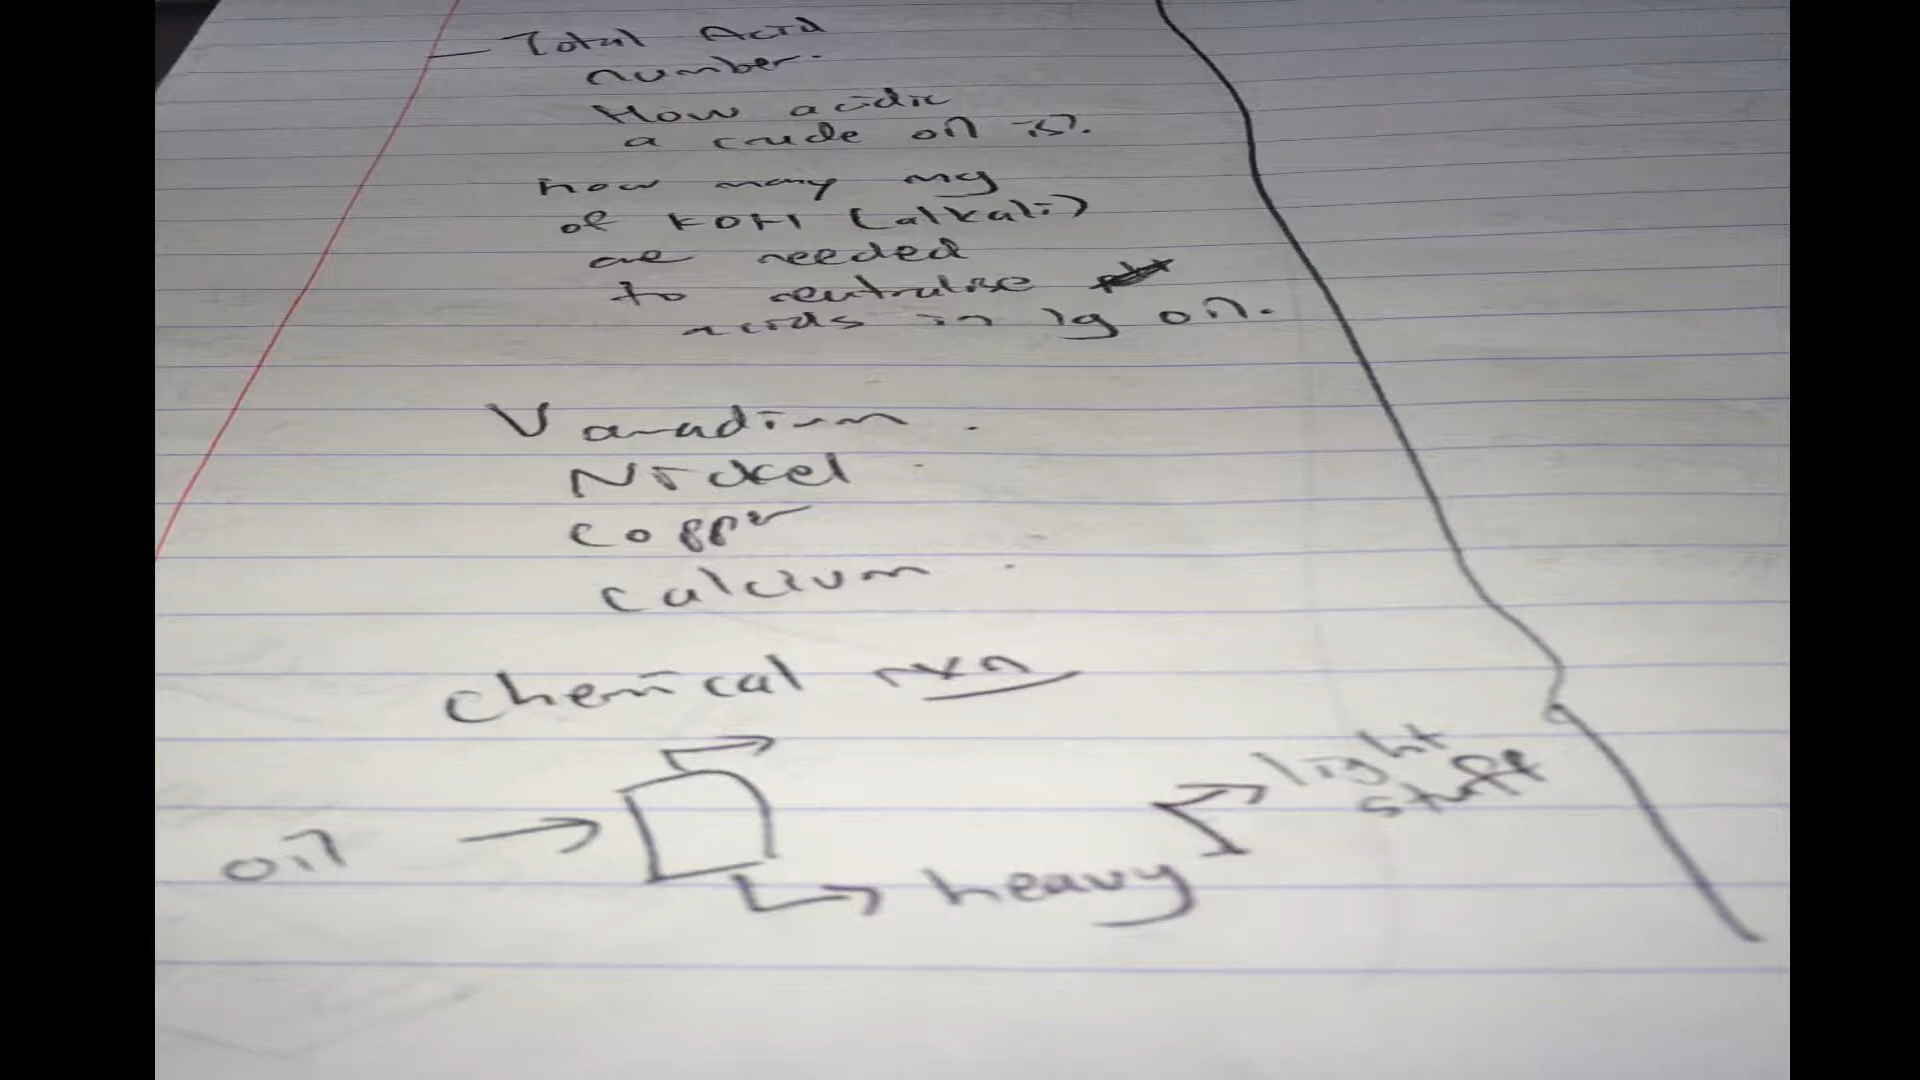 - Total Acid
number.
How acidic
a crude oil is?
how many mg
of KOH (alkali)
are needed
to neutralise
acids in 1g oil.
Vanadium.
Nickel
Copper
Calcium
Chemical rxn
light
stuff
oil
heavy